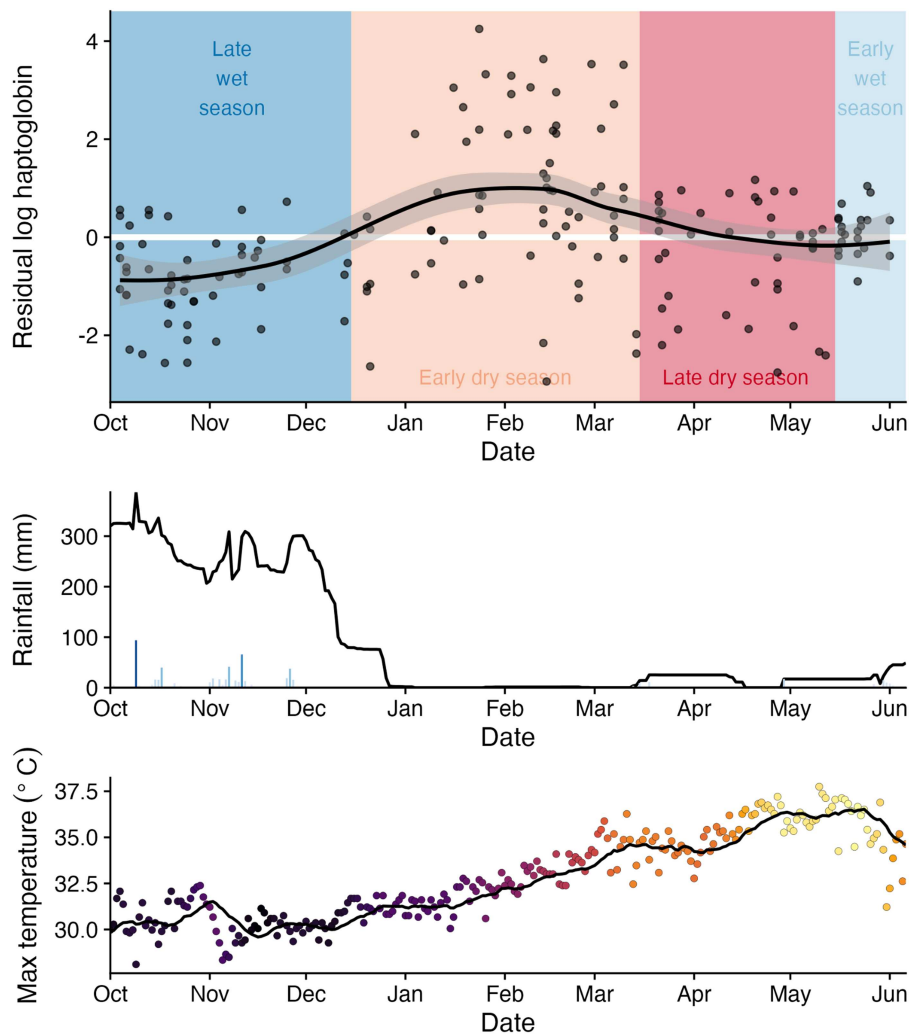 Residual log haptoglobin
4
2
0
-2
Late
wet
season
Early dry season
Late dry season
Early
wet
season
Oct Nov Dec Jan Feb Mar Apr May Jun
Date
Rainfall (mm)
300
200
100
0
Oct Nov Dec Jan Feb Mar Apr May Jun
Date
Max temperature (° C)
37.5
35.0
32.5
30.0
Oct Nov Dec Jan Feb Mar Apr May Jun
Date